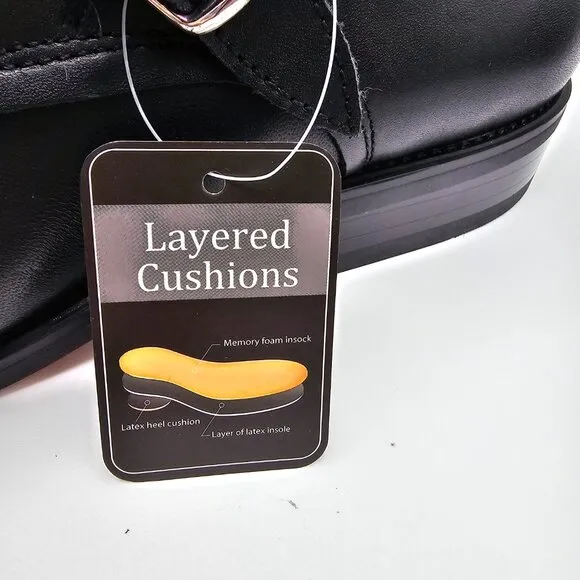 Layered
Cushions
Memory foam insock
Latex heel cushion
Layer of latex insole